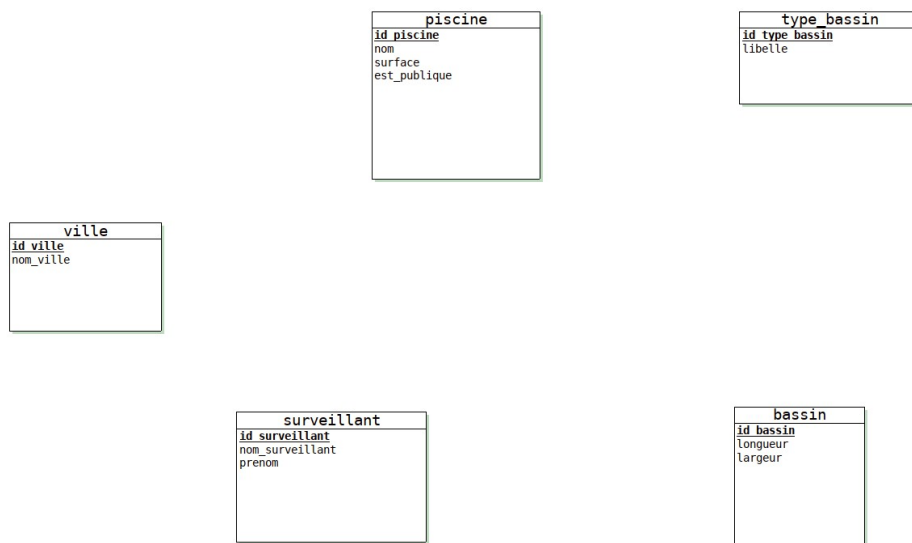 piscine
id_piscine
nom
surface
est_publique
type_bassin
id_type_bassin
libelle
ville
id_ville
nom_ville
surveillant
id_surveillant
nom_surveillant
prenom
bassin
id_bassin
longueur
largeur